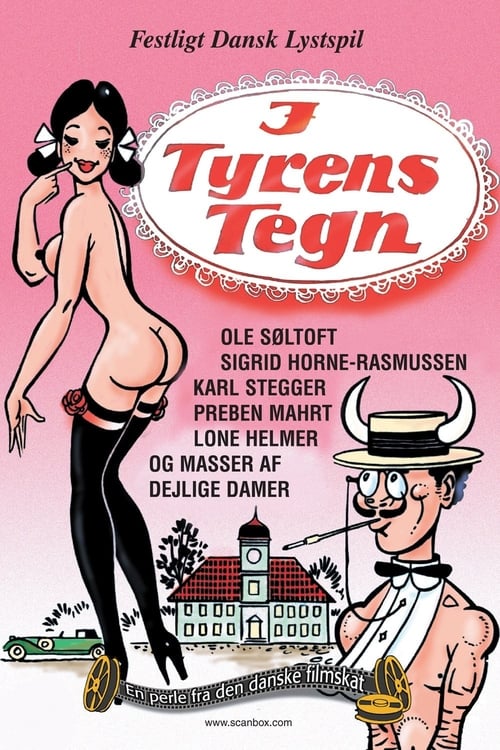 Festligt Dansk Lystspil
I
Tyrens
Tegn
OLE SØLTOFT
SIGRID HORNE-RASMUSSEN
KARL STEGGER
PREBEN MAHRT
LONE HELMER
OG MASSER AF
DEJLIGE DAMER
En perle fra den danske filmskat
www.scanbox.com